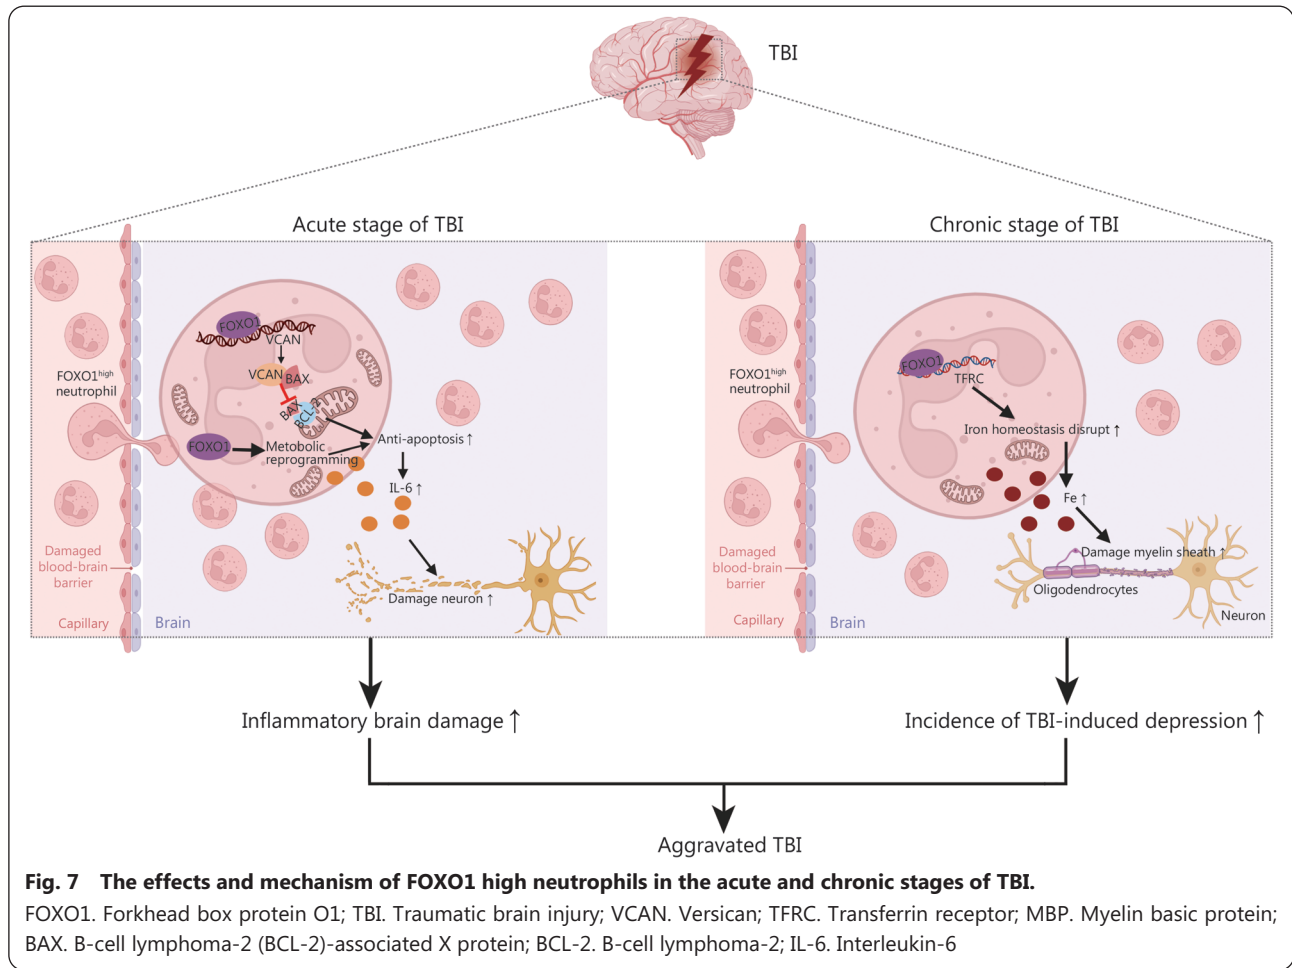 TBI
Acute stage of TBI
Chronic stage of TBI
FOXO1
VCAN
VCAN
BAX
BAX
BCL-2
FOXO1high
neutrophil
FOXO1
Metobolic
reprogramming
Anti-apoptosis ↑
IL-6 ↑
Damage neuron ↑
Damaged
blood-brain
barrier
Capillary
Brain
FOXO1
TFRC
FOXO1high
neutrophil
Iron homeostasis disrupt ↑
Fe ↑
Damage myelin sheath ↑
Oligodendrocytes
Neuron
Damaged
blood-brain
barrier
Capillary
Brain
Inflammatory brain damage ↑
Incidence of TBI-induced depression ↑
Aggravated TBI
Fig. 7 The effects and mechanism of FOXO1 high neutrophils in the acute and chronic stages of TBI.
FOXO1. Forkhead box protein O1; TBI. Traumatic brain injury; VCAN. Versican; TFRC. Transferrin receptor; MBP. Myelin basic protein;
BAX. B-cell lymphoma-2 (BCL-2)-associated X protein; BCL-2. B-cell lymphoma-2; IL-6. Interleukin-6